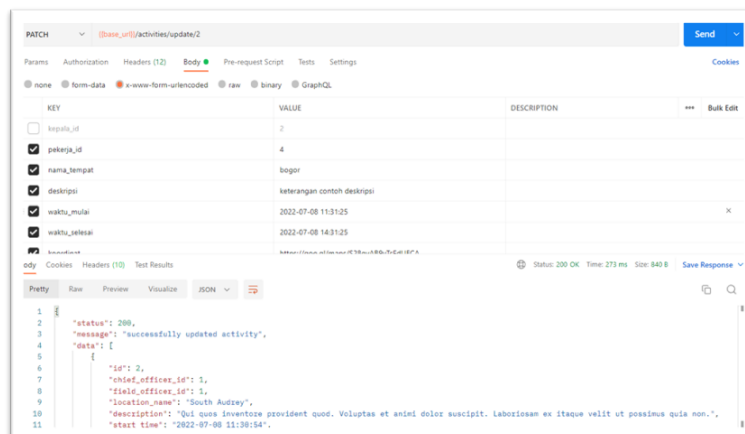 PATCH {{base_url}}/activities/update/2 Send
Params Authorization Headers (12) Body Pre-request Script Tests Settings Cookies
none form-data x-www-form-urlencoded raw binary GraphQL
KEY VALUE DESCRIPTION ••• Bulk Edit
kepala_id 2
pekerja_id 4
nama_tempat bogor
deskripsi keterangan contoh deskripsi
waktu_mulai 2022-07-08 11:31:25
waktu_selesai 2022-07-08 14:31:25
ody Cookies Headers (10) Test Results Status: 200 OK Time: 273 ms Size: 840 B Save Response
Pretty Raw Preview Visualize JSON
1 {
2 "status": 200,
3 "message": "successfully updated activity",
4 "data": [
5 {
6 "id": 2,
7 "chief_officer_id": 1,
8 "field_officer_id": 1,
9 "location_name": "South Audrey",
10 "description": "Qui quos inventore provident quod. Voluptas et animi dolor suscipit. Laboriosam ex itaque velit ut possimus quia non.",
11 "start_time": "2022-07-08 11:30:54".